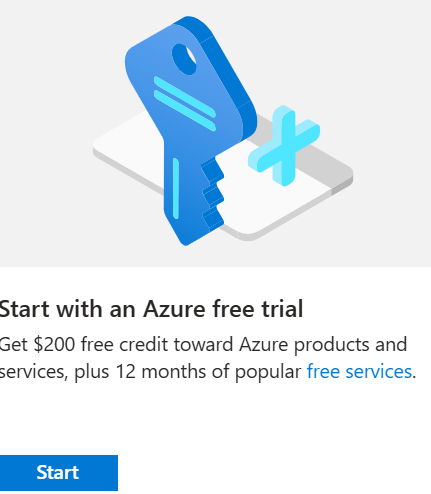 Start with an Azure free trial
Get $200 free credit toward Azure products and
services, plus 12 months of popular free services.
Start